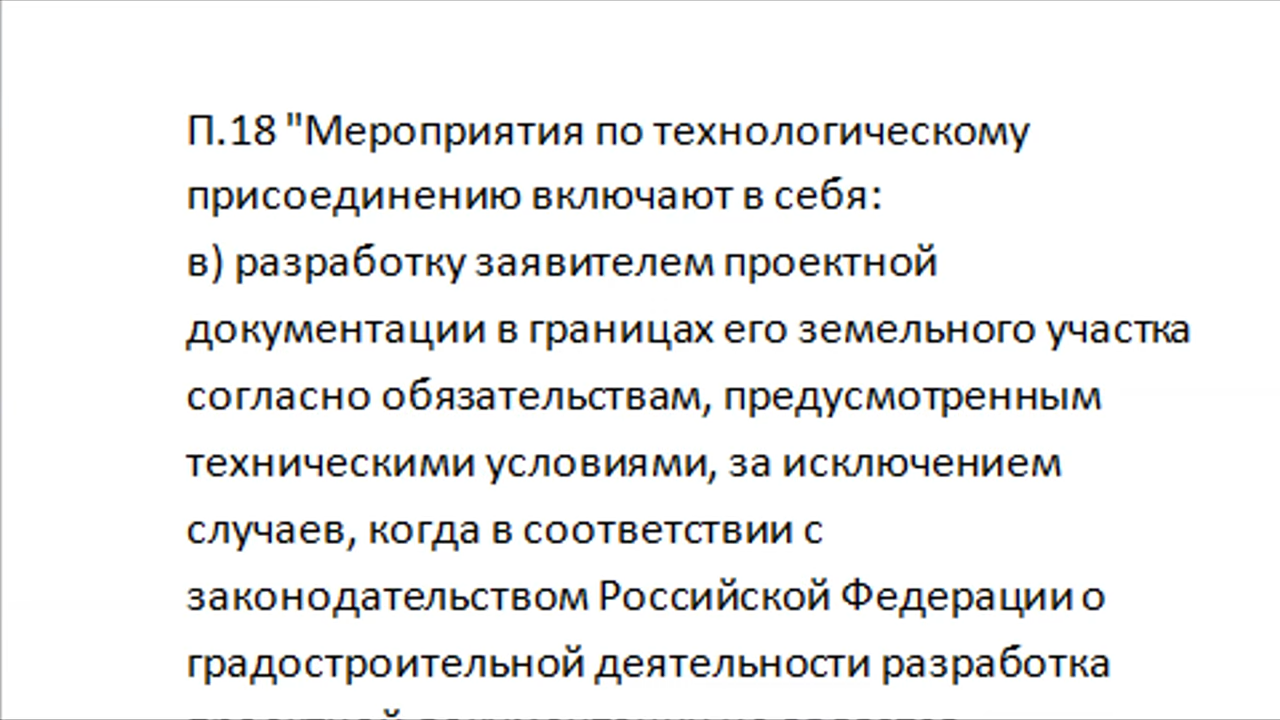 П.18 "Мероприятия по технологическому
присоединению включают в себя:
в) разработку заявителем проектной
документации в границах его земельного участка
согласно обязательствам, предусмотренным
техническими условиями, за исключением
случаев, когда в соответствии с
законодательством Российской Федерации о
градостроительной деятельности разработка